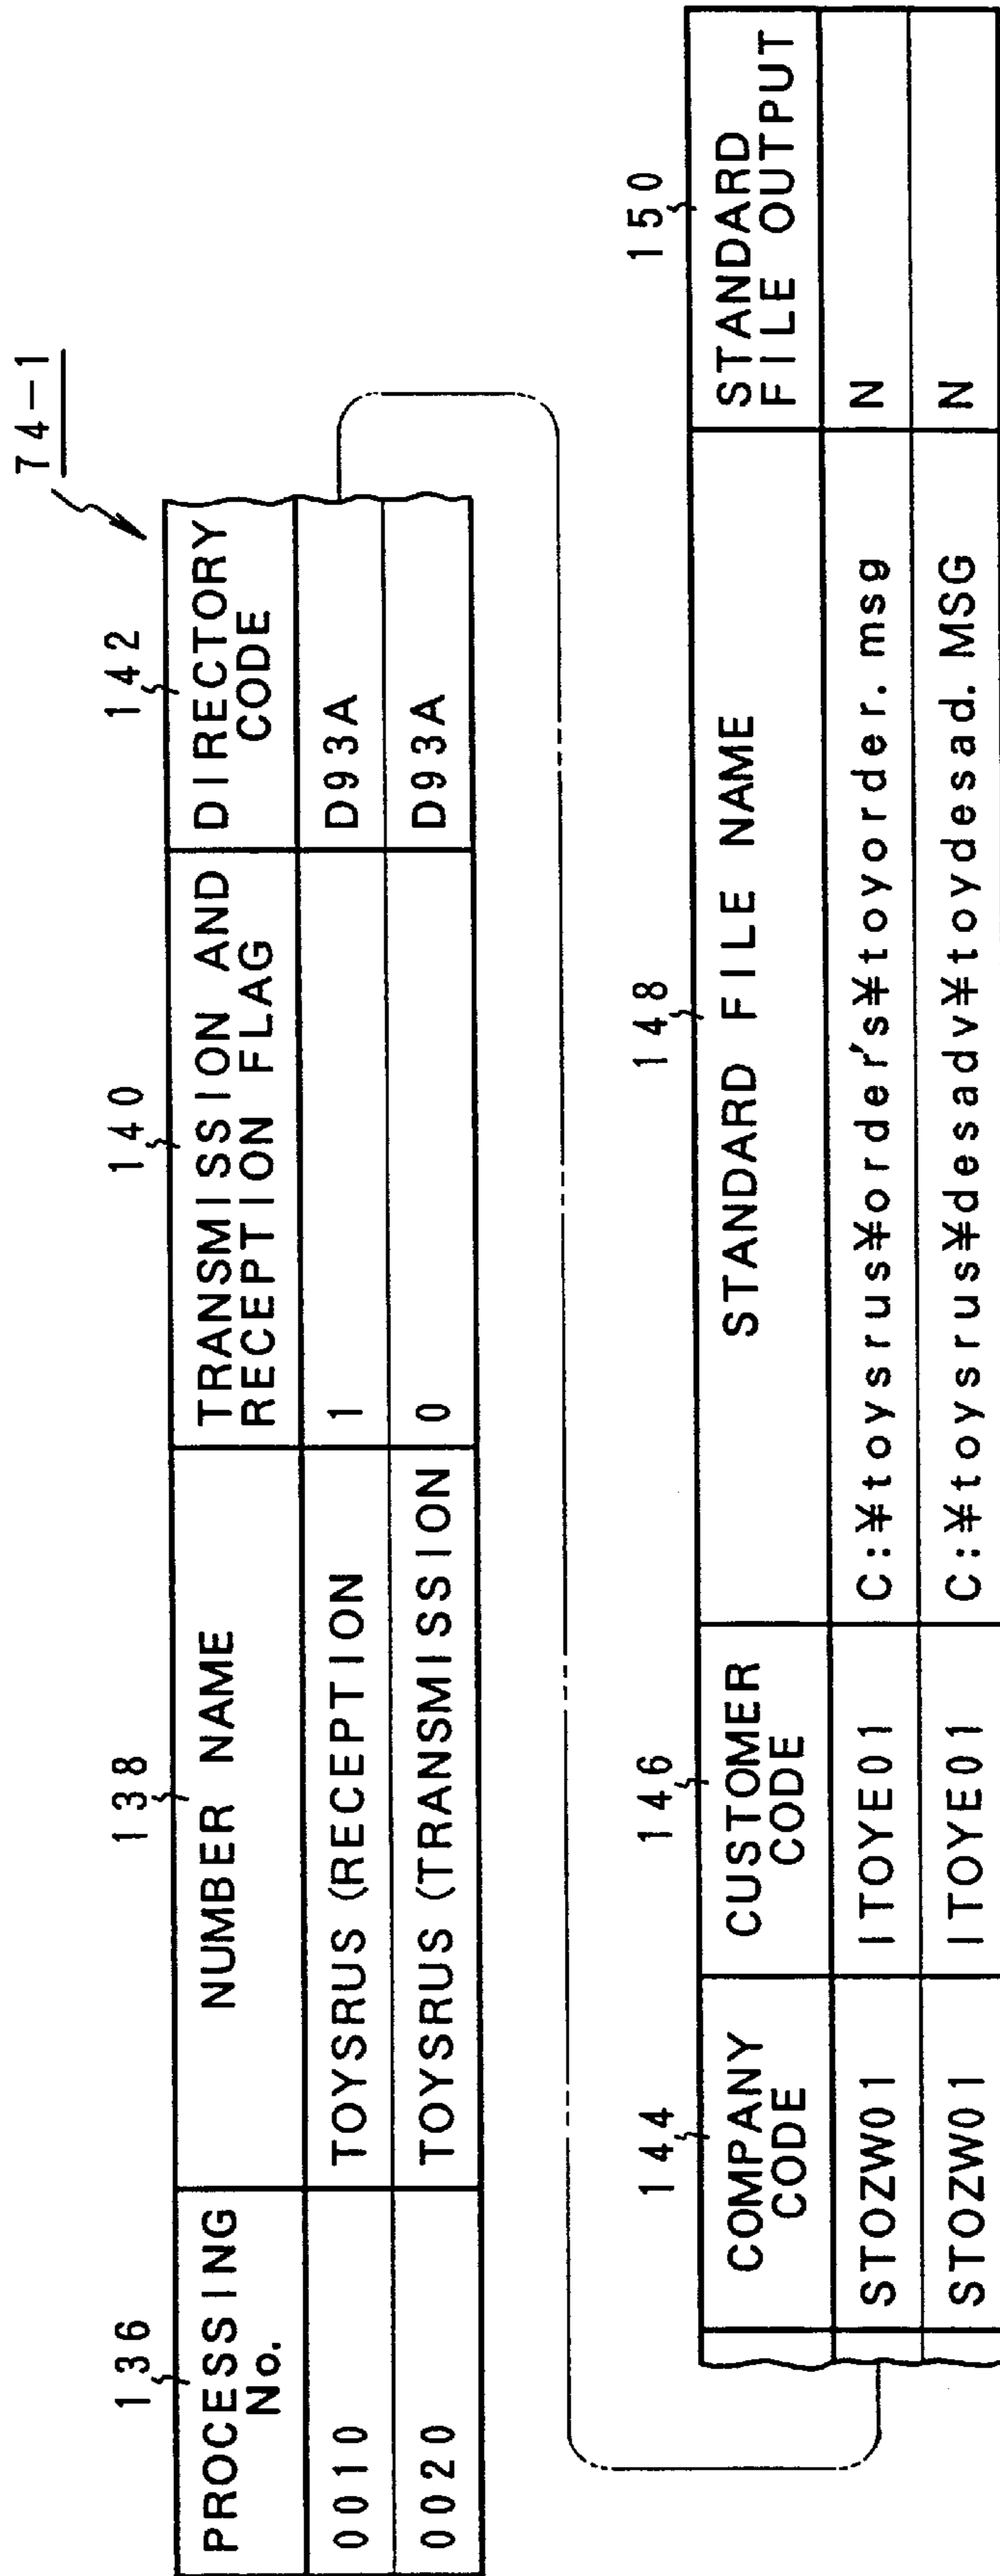 74-1
136 138 140 142
PROCESSING No. NUMBER NAME TRANSMISSION AND RECEPTION FLAG DIRECTORY CODE
0010 TOYSRUS (RECEPTION 1 D93A
0020 TOYSRUS (TRANSMISSION 0 D93A
144 146 148 150
COMPANY CODE CUSTOMER CODE STANDARD FILE NAME STANDARD FILE OUTPUT
STOZW01 ITOYE01 C:¥toysrus¥order's¥toyorder.msg N
STOZW01 ITOYE01 C:¥toysrus¥desadv¥toydesad.MSG N